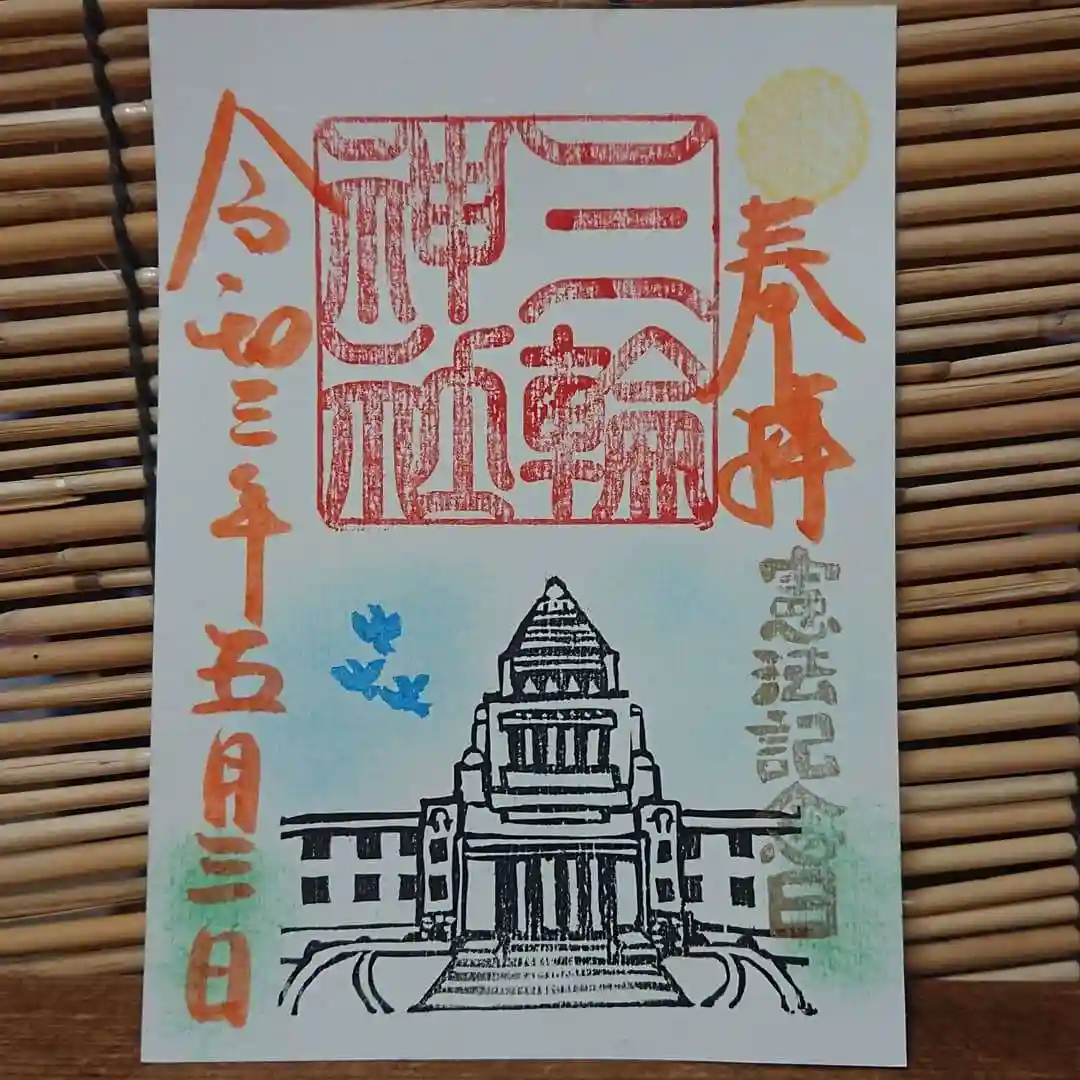 奉拝
憲法記念日
三輪
神社
令和三年五月三日